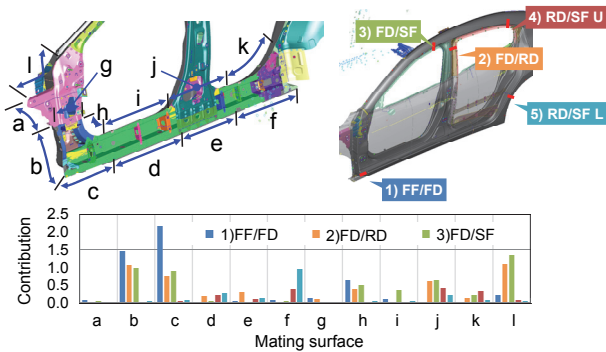 l
g
a
b
h
i
j
k
c
d
e
f
3) FD/SF
4) RD/SF U
2) FD/RD
5) RD/SF L
1) FF/FD
Contribution
2.5
2.0
1.5
1.0
0.5
0.0
1)FF/FD 2)FD/RD 3)FD/SF
a b c d e f g h i j k l
Mating surface